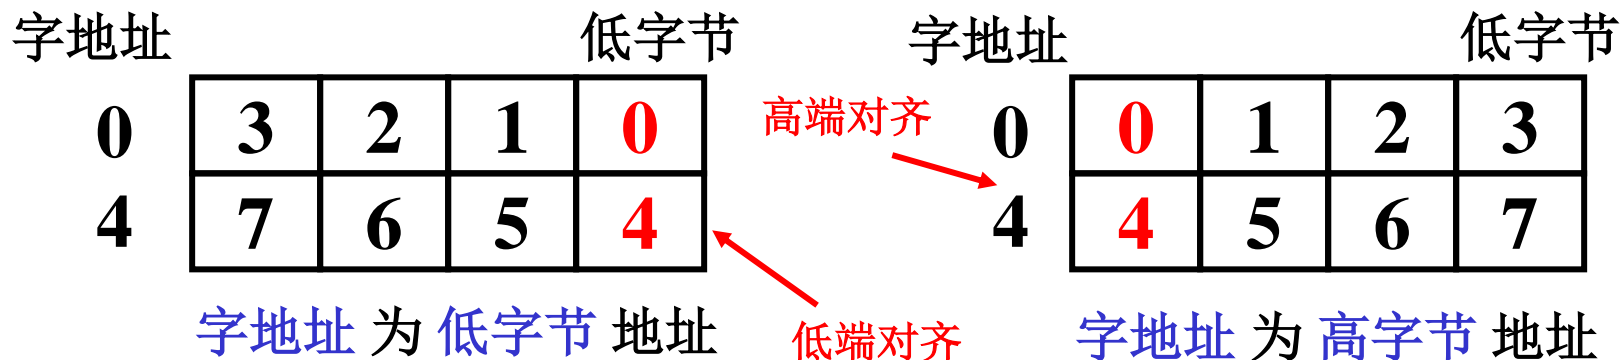 字地址 低字节
0 3 2 1 0
4 7 6 5 4
字地址 为 低字节 地址
低端对齐
高端对齐
字地址 低字节
0 0 1 2 3
4 4 5 6 7
字地址 为 高字节 地址